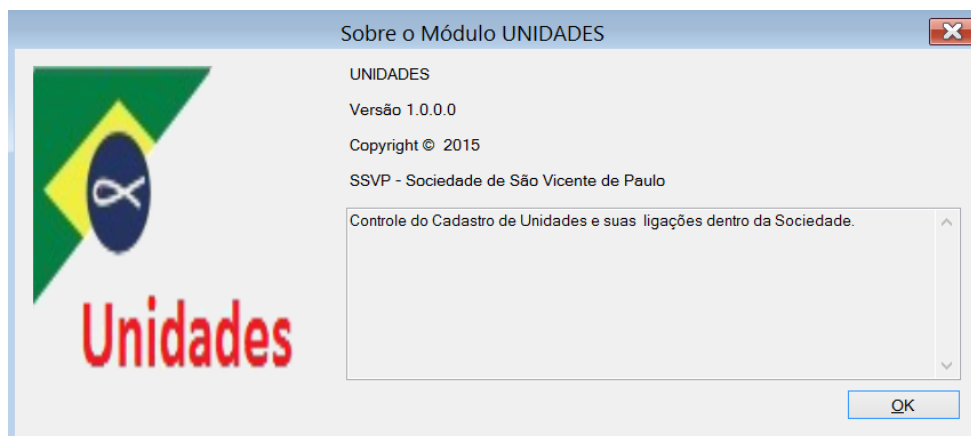 Sobre o Módulo UNIDADES
UNIDADES
Versão 1.0.0.0
Copyright © 2015
SSVP - Sociedade de São Vicente de Paulo
Controle do Cadastro de Unidades e suas ligações dentro da Sociedade.
Unidades
OK